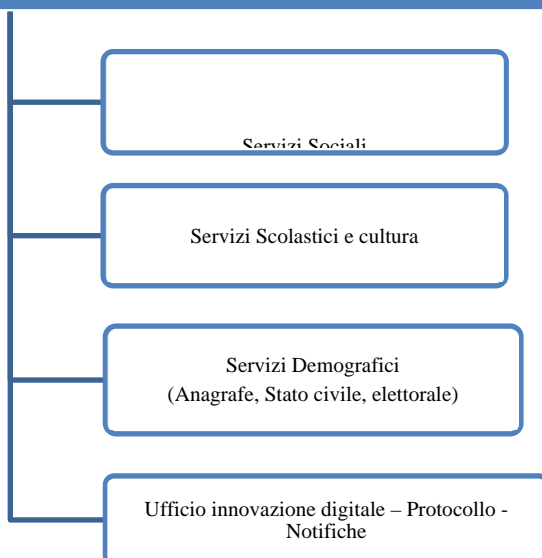 Servizi Sociali
Servizi Scolastici e cultura
Servizi Demografici
(Anagrafe, Stato civile, elettorale)
Ufficio innovazione digitale – Protocollo -
Notifiche